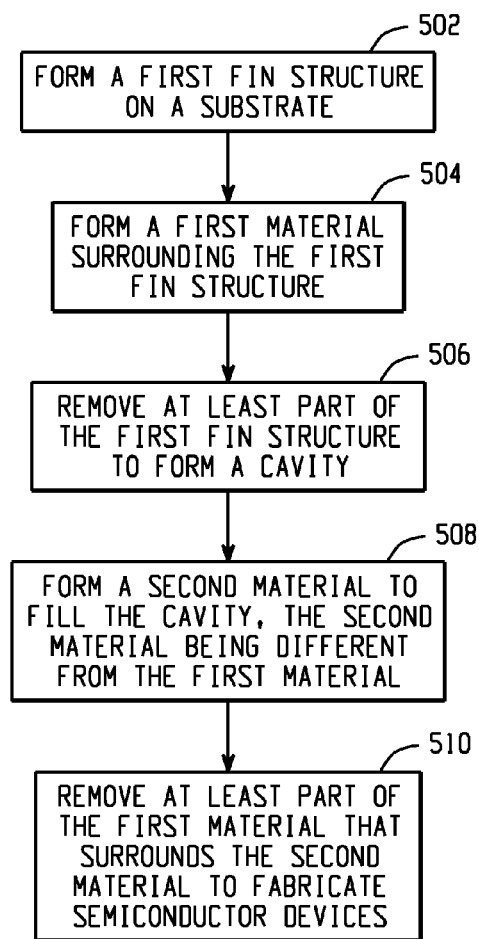 502
FORM A FIRST FIN STRUCTURE
ON A SUBSTRATE
504
FORM A FIRST MATERIAL
SURROUNDING THE FIRST
FIN STRUCTURE
506
REMOVE AT LEAST PART OF
THE FIRST FIN STRUCTURE
TO FORM A CAVITY
508
FORM A SECOND MATERIAL TO
FILL THE CAVITY, THE SECOND
MATERIAL BEING DIFFERENT
FROM THE FIRST MATERIAL
510
REMOVE AT LEAST PART OF
THE FIRST MATERIAL THAT
SURROUNDS THE SECOND
MATERIAL TO FABRICATE
SEMICONDUCTOR DEVICES